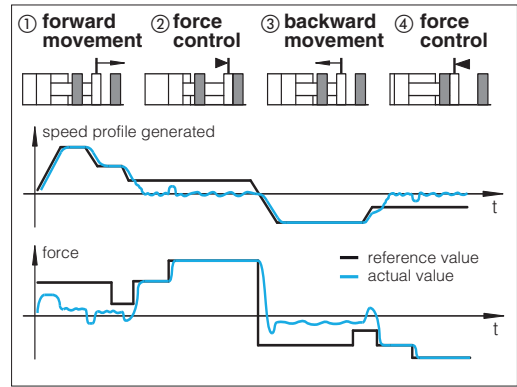 ① forward movement
② force control
③ backward movement
④ force control
speed profile generated
t
force
reference value
actual value
t